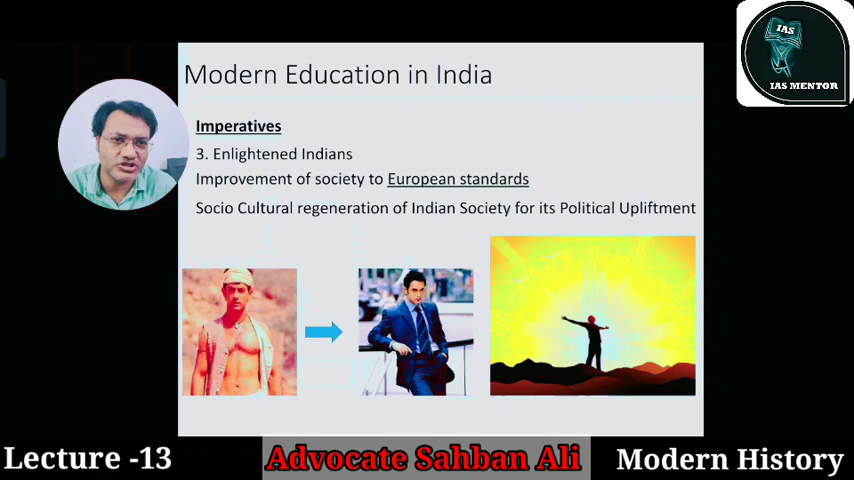 IAS
IAS MENTOR
Modern Education in India
Imperatives
3. Enlightened Indians
Improvement of society to European standards
Socio Cultural regeneration of Indian Society for its Political Upliftment
Lecture -13
Advocate Sahban Ali
Modern History